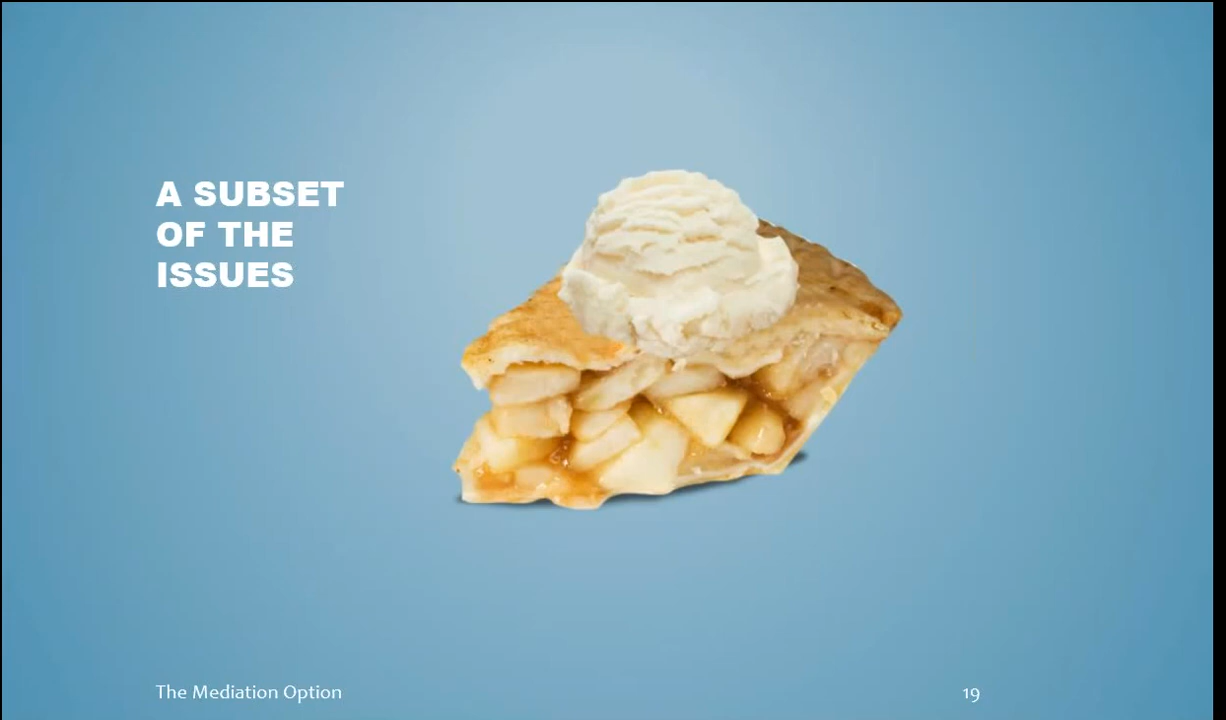 A SUBSET
OF THE
ISSUES
The Mediation Option
19